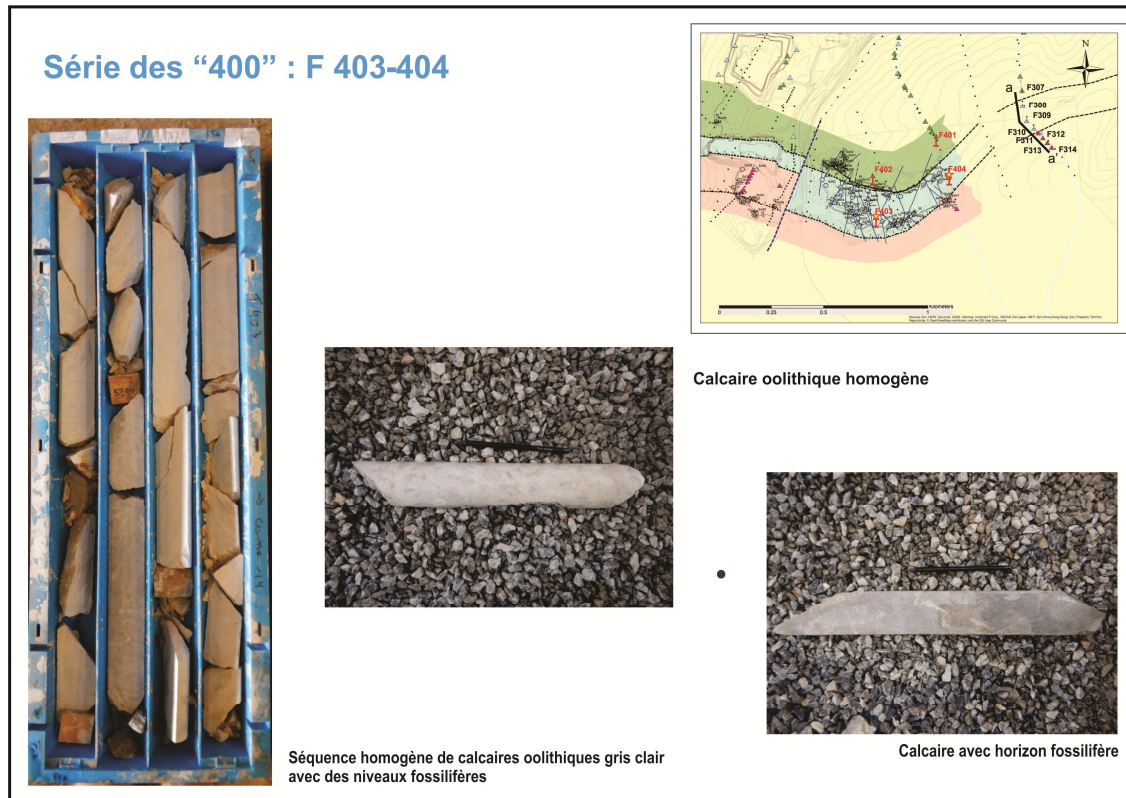 Série des “400” : F 403-404
N
a
F307
F308
F309
F310
F312
F311
F313
F314
a'
F401
F402
F404
F403
Kilometers
0
0.25
0.5
1
Calcaire oolithique homogène
Séquence homogène de calcaires oolithiques gris clair
avec des niveaux fossilifères
Calcaire avec horizon fossilifère